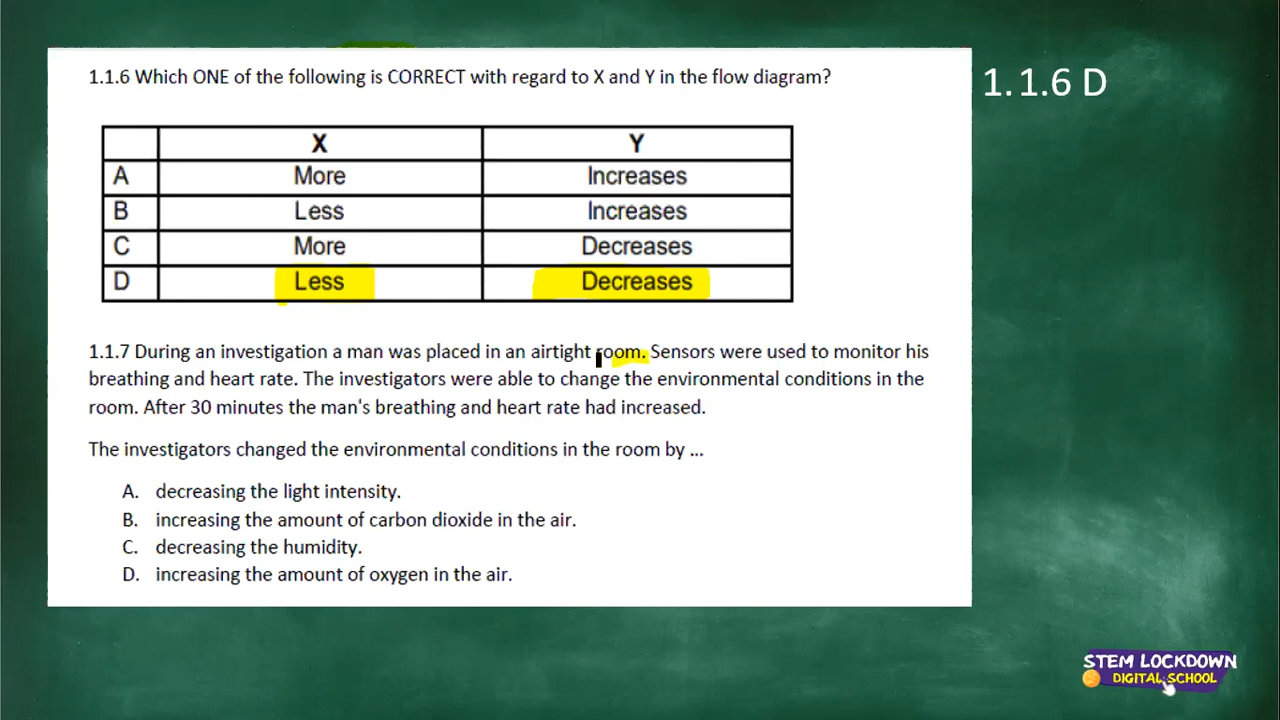 1.1.6 Which ONE of the following is CORRECT with regard to X and Y in the flow diagram?
1.1.6 D
X Y
A More Increases
B Less Increases
C More Decreases
D Less Decreases
1.1.7 During an investigation a man was placed in an airtight room. Sensors were used to monitor his
breathing and heart rate. The investigators were able to change the environmental conditions in the
room. After 30 minutes the man's breathing and heart rate had increased.
The investigators changed the environmental conditions in the room by ...
A. decreasing the light intensity.
B. increasing the amount of carbon dioxide in the air.
C. decreasing the humidity.
D. increasing the amount of oxygen in the air.
STEM LOCKDOWN
DIGITAL SCHOOL